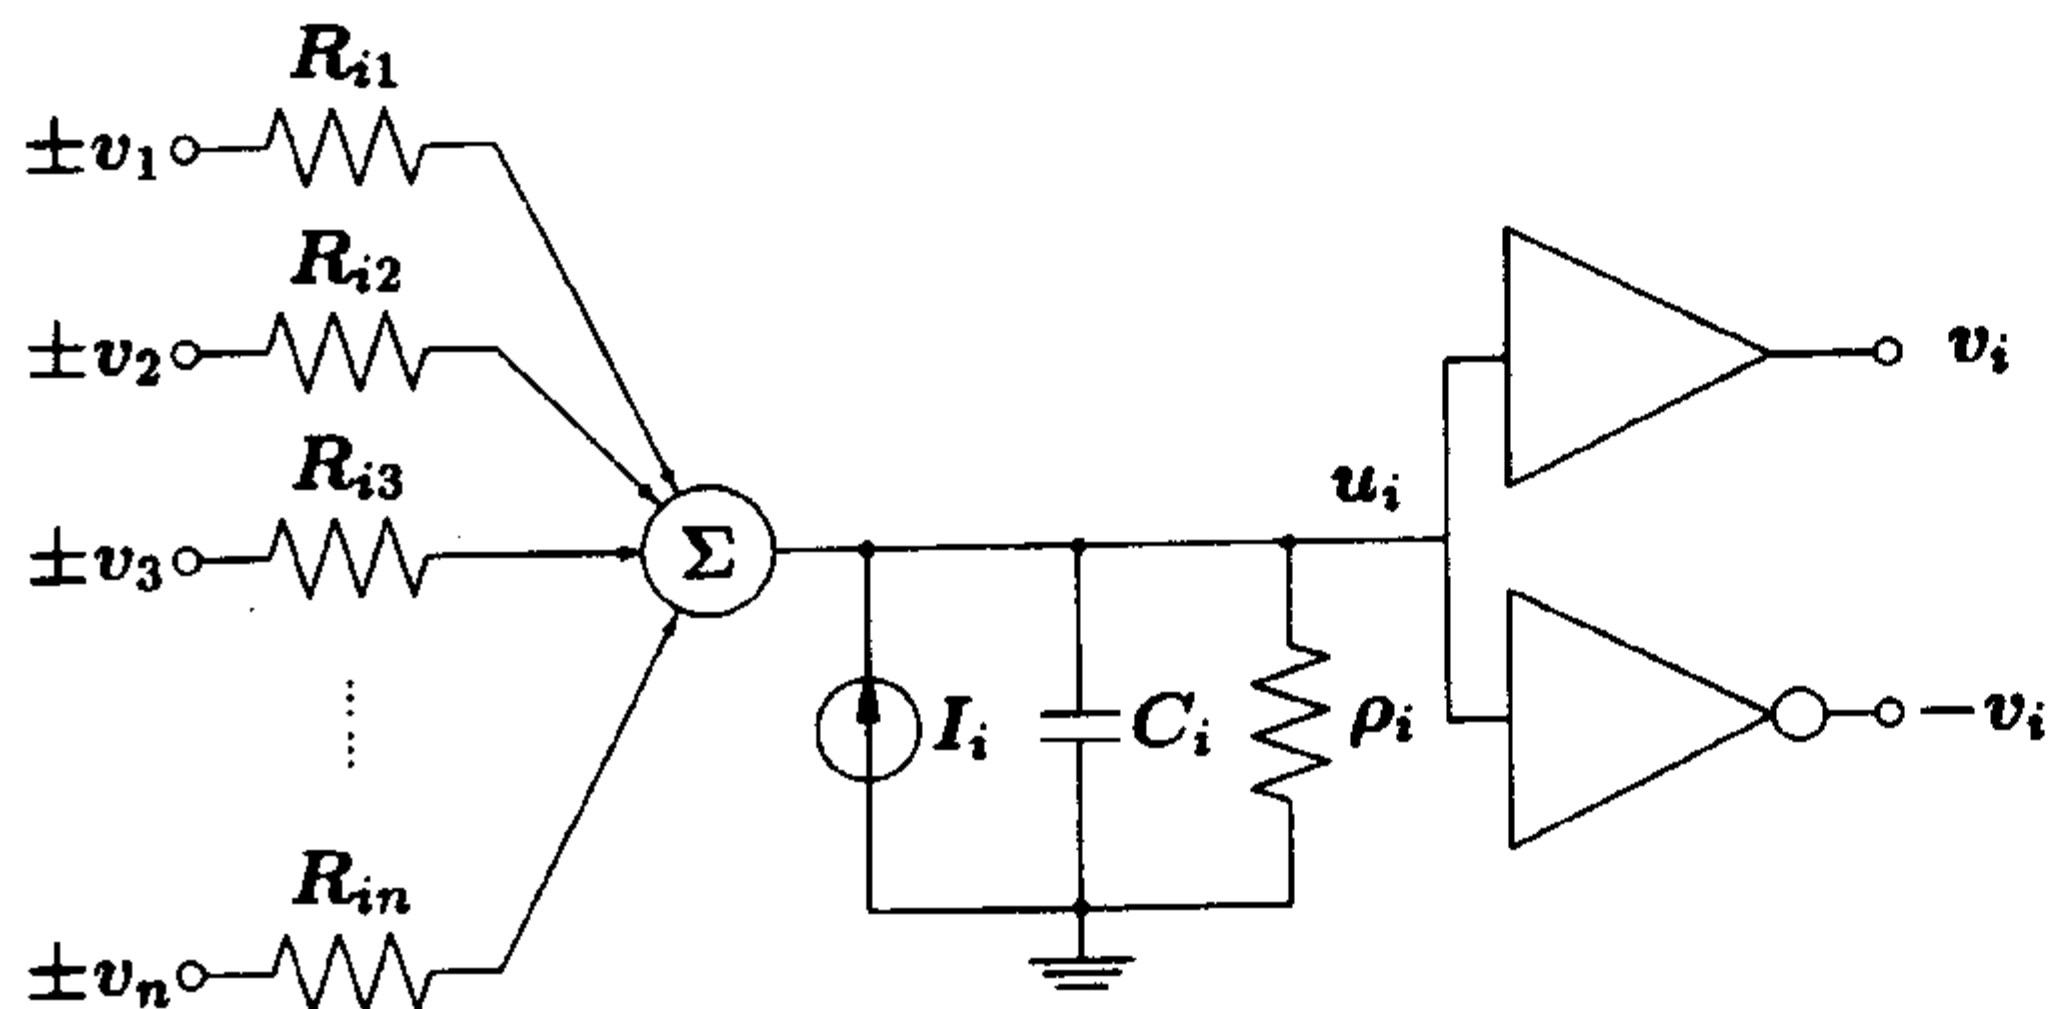 R_{i1}
±v_1
R_{i2}
±v_2
R_{i3}
±v_3
R_{in}
±v_n
Σ
I_i
C_i
ρ_i
u_i
v_i
−v_i